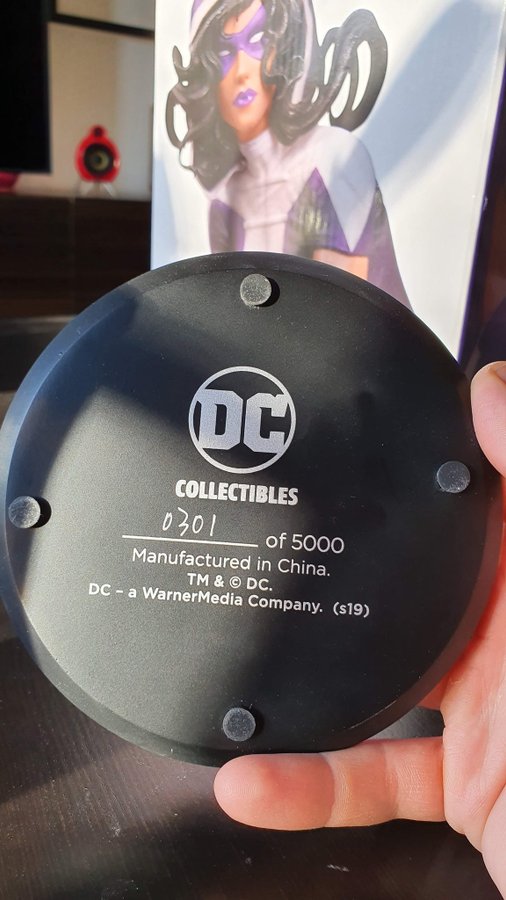 DC
COLLECTIBLES
0301 of 5000
Manufactured in China.
TM & © DC.
DC – a WarnerMedia Company. (s19)